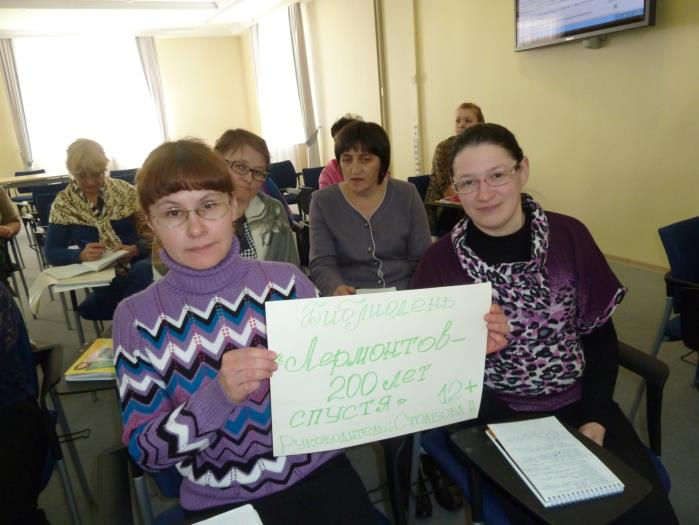 Библиодень
«Лермонтов–
200 лет
спустя» 12+
Руководитель: Столбова